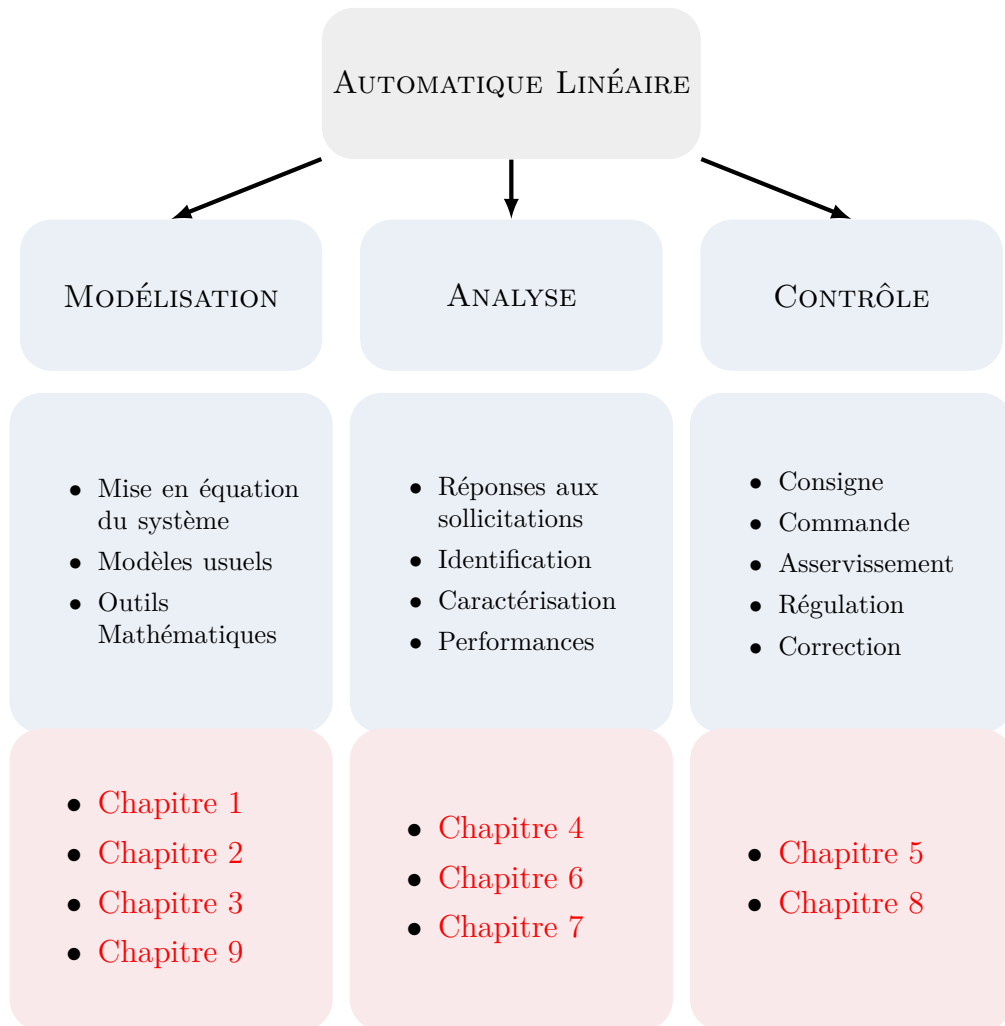 Automatique Linéaire
Modélisation
Analyse
Contrôle
• Mise en équation
du système
• Modèles usuels
• Outils
Mathématiques
• Réponses aux
sollicitations
• Identification
• Caractérisation
• Performances
• Consigne
• Commande
• Asservissement
• Régulation
• Correction
• Chapitre 1
• Chapitre 2
• Chapitre 3
• Chapitre 9
• Chapitre 4
• Chapitre 6
• Chapitre 7
• Chapitre 5
• Chapitre 8